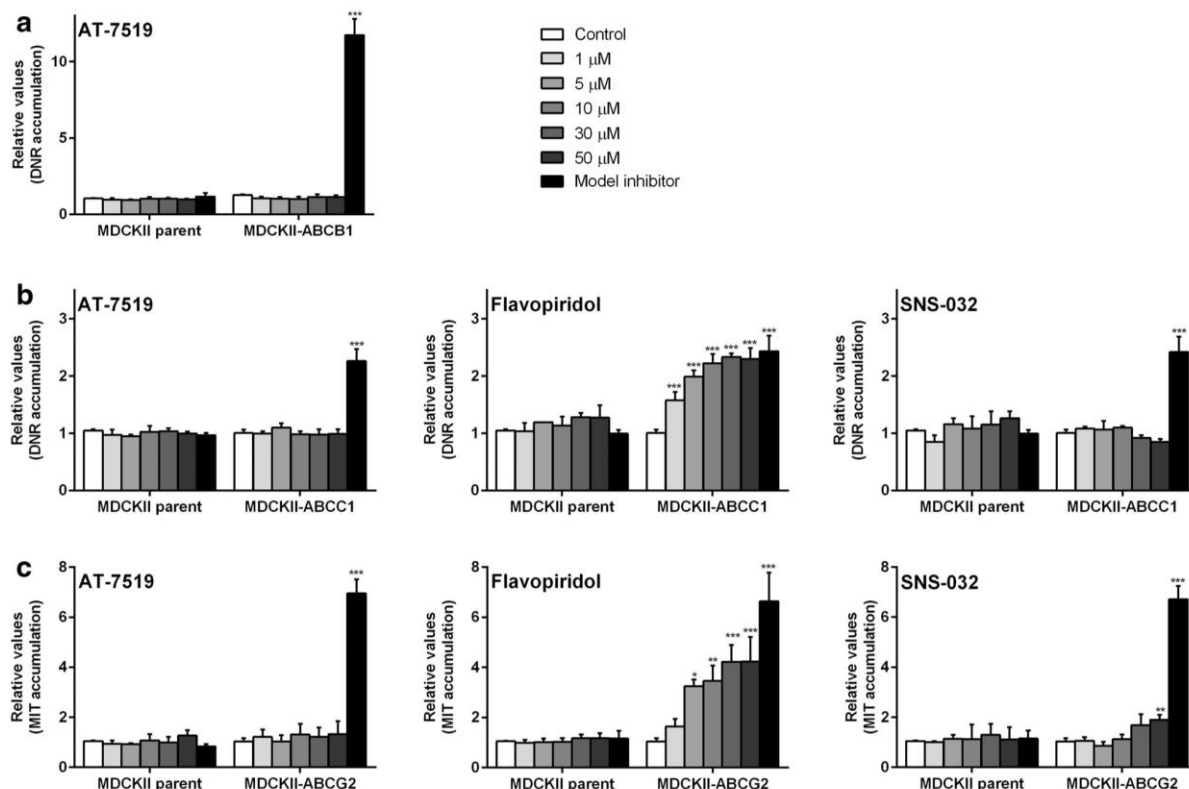 a
AT-7519
Relative values
(DNR accumulation)
10
5
0
***
MDCKII parent
MDCKII-ABCB1
Control
1 μM
5 μM
10 μM
30 μM
50 μM
Model inhibitor
b
AT-7519
Relative values
(DNR accumulation)
3
2
1
0
***
MDCKII parent
MDCKII-ABCC1
Flavopiridol
Relative values
(DNR accumulation)
3
2
1
0
*** *** *** *** *** ***
MDCKII parent
MDCKII-ABCC1
SNS-032
Relative values
(DNR accumulation)
3
2
1
0
***
MDCKII parent
MDCKII-ABCC1
c
AT-7519
Relative values
(MIT accumulation)
8
6
4
2
0
***
MDCKII parent
MDCKII-ABCG2
Flavopiridol
Relative values
(MIT accumulation)
8
6
4
2
0
* ** *** *** ***
MDCKII parent
MDCKII-ABCG2
SNS-032
Relative values
(MIT accumulation)
8
6
4
2
0
** ***
MDCKII parent
MDCKII-ABCG2